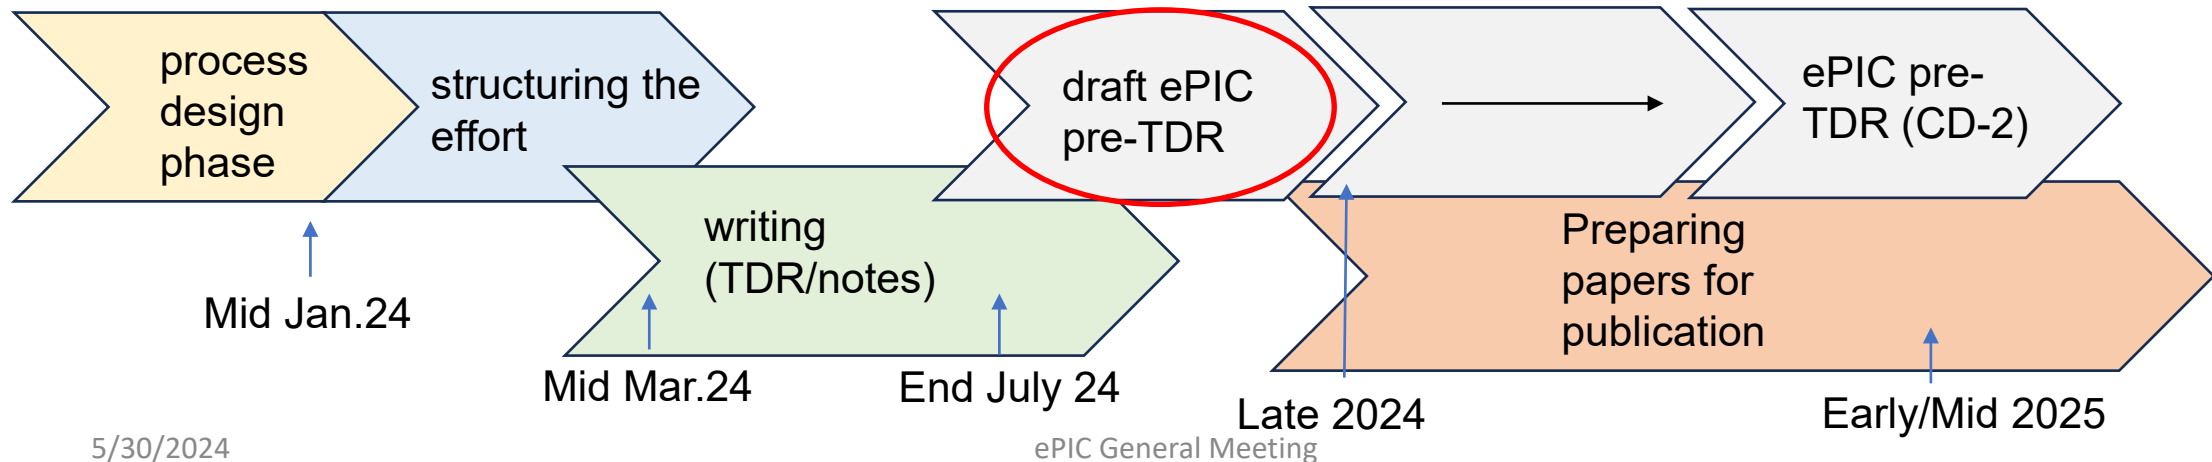 process
design
phase
structuring the
effort
draft ePIC
pre-TDR
ePIC pre-
TDR (CD-2)
writing
(TDR/notes)
Preparing
papers for
publication
Mid Jan.24
Mid Mar.24
End July 24
Late 2024
Early/Mid 2025
5/30/2024
ePIC General Meeting